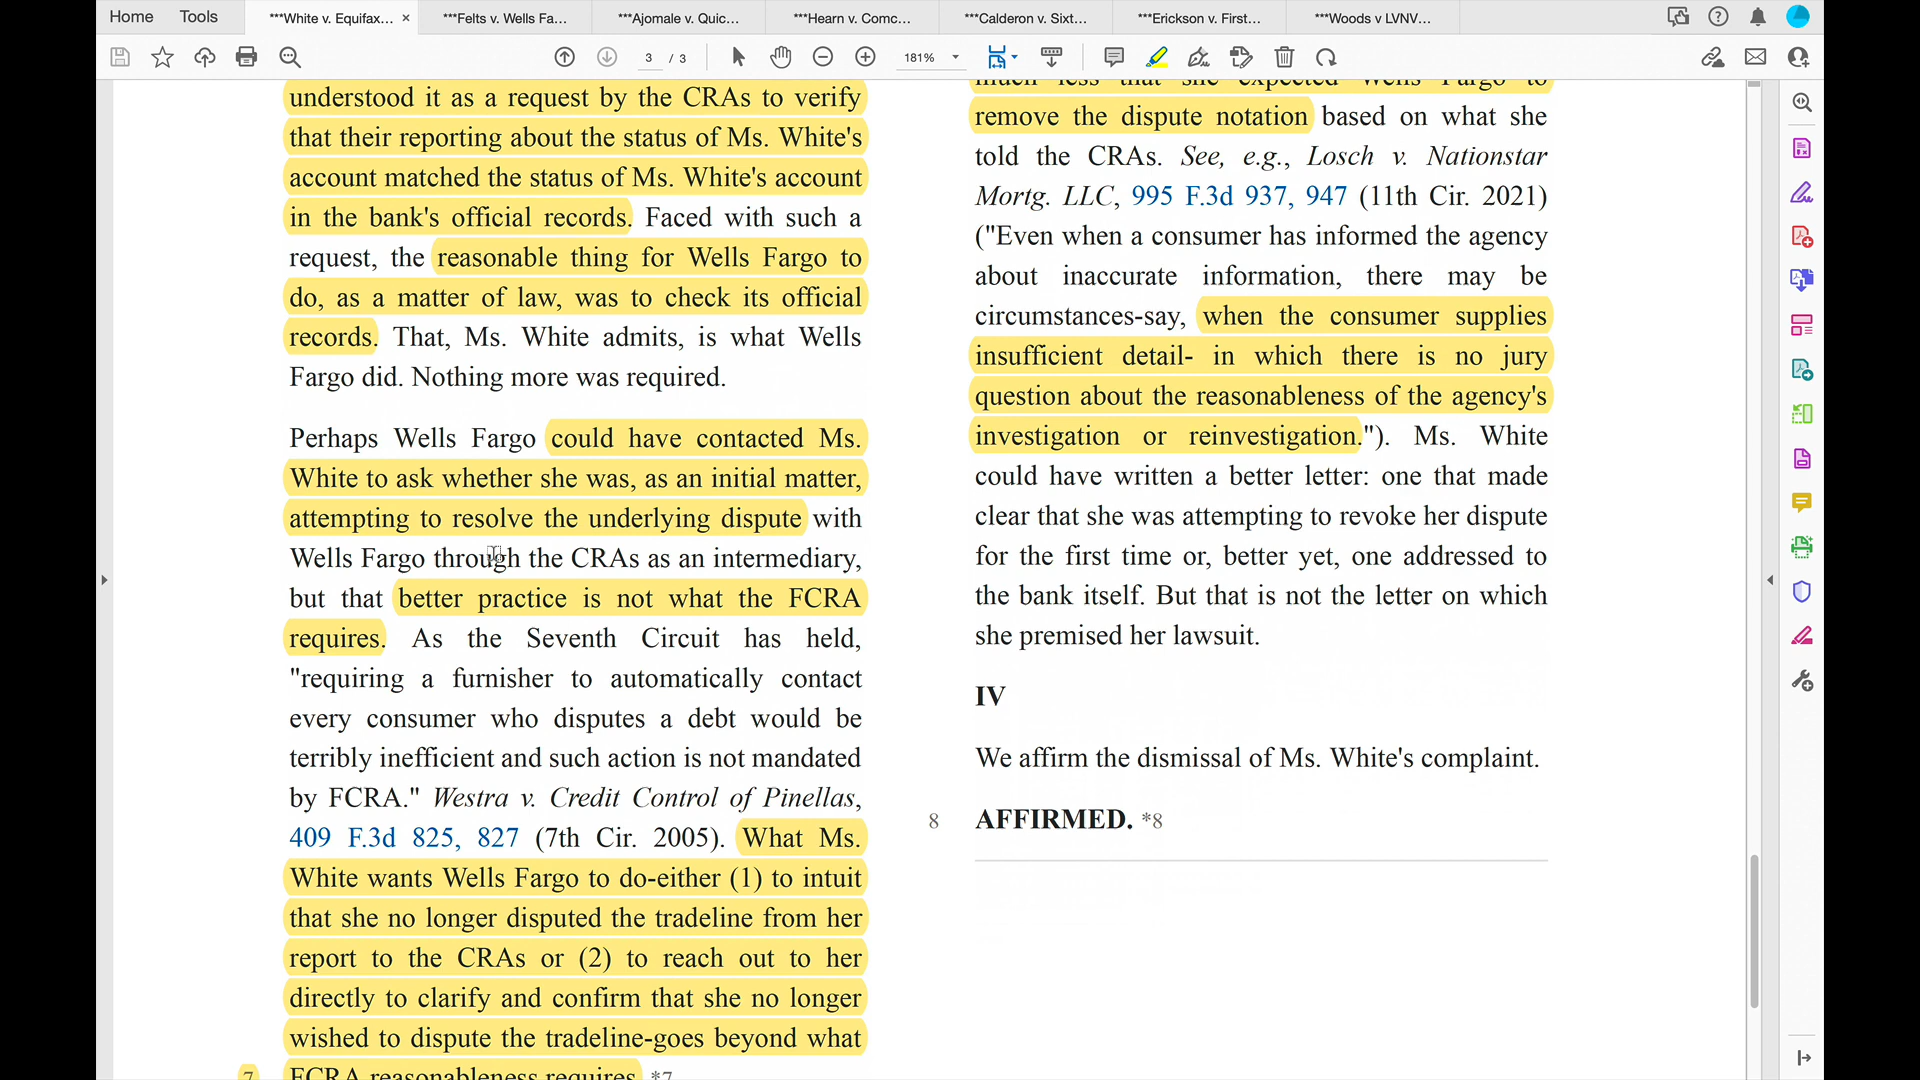 Home Tools ***White v. Equifax... × ***Felts v. Wells Fa... ***Ajomale v. Quic... ***Hearn v. Comc... ***Calderon v. Sixt... ***Erickson v. First... ***Woods v LVNV...
3 / 3 181%
understood it as a request by the CRAs to verify
that their reporting about the status of Ms. White's
account matched the status of Ms. White's account
in the bank's official records. Faced with such a
request, the reasonable thing for Wells Fargo to
do, as a matter of law, was to check its official
records. That, Ms. White admits, is what Wells
Fargo did. Nothing more was required.
Perhaps Wells Fargo could have contacted Ms.
White to ask whether she was, as an initial matter,
attempting to resolve the underlying dispute with
Wells Fargo through the CRAs as an intermediary,
but that better practice is not what the FCRA
requires. As the Seventh Circuit has held,
"requiring a furnisher to automatically contact
every consumer who disputes a debt would be
terribly inefficient and such action is not mandated
by FCRA." Westra v. Credit Control of Pinellas,
409 F.3d 825, 827 (7th Cir. 2005). What Ms.
White wants Wells Fargo to do-either (1) to intuit
that she no longer disputed the tradeline from her
report to the CRAs or (2) to reach out to her
directly to clarify and confirm that she no longer
wished to dispute the tradeline-goes beyond what
7 FCRA reasonableness requires. *7
much less that she expected Wells Fargo to
remove the dispute notation based on what she
told the CRAs. See, e.g., Losch v. Nationstar
Mortg. LLC, 995 F.3d 937, 947 (11th Cir. 2021)
("Even when a consumer has informed the agency
about inaccurate information, there may be
circumstances-say, when the consumer supplies
insufficient detail- in which there is no jury
question about the reasonableness of the agency's
investigation or reinvestigation."). Ms. White
could have written a better letter: one that made
clear that she was attempting to revoke her dispute
for the first time or, better yet, one addressed to
the bank itself. But that is not the letter on which
she premised her lawsuit.
IV
We affirm the dismissal of Ms. White's complaint.
8 AFFIRMED. *8